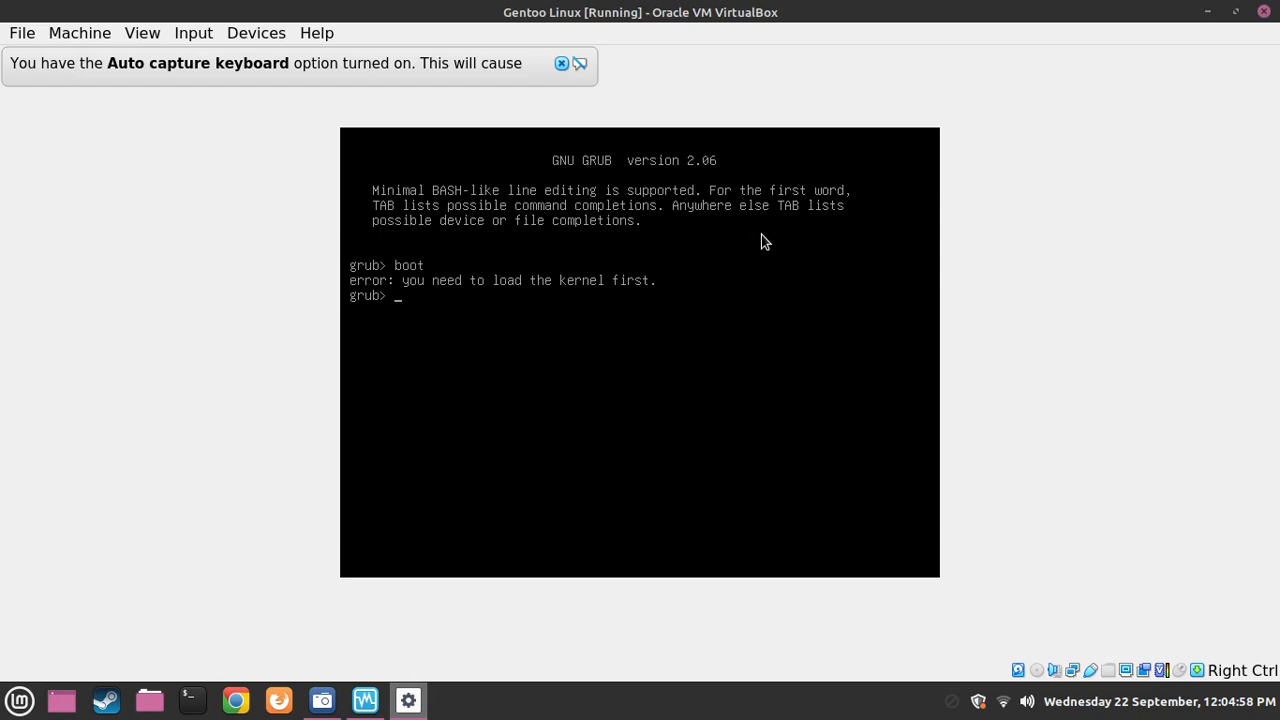 Gentoo Linux [Running] - Oracle VM VirtualBox
File Machine View Input Devices Help
You have the Auto capture keyboard option turned on. This will cause
GNU GRUB version 2.06
Minimal BASH-like line editing is supported. For the first word,
TAB lists possible command completions. Anywhere else TAB lists
possible device or file completions.
grub> boot
error: you need to load the kernel first.
grub> _
Right Ctrl
Wednesday 22 September, 12:04:58 PM